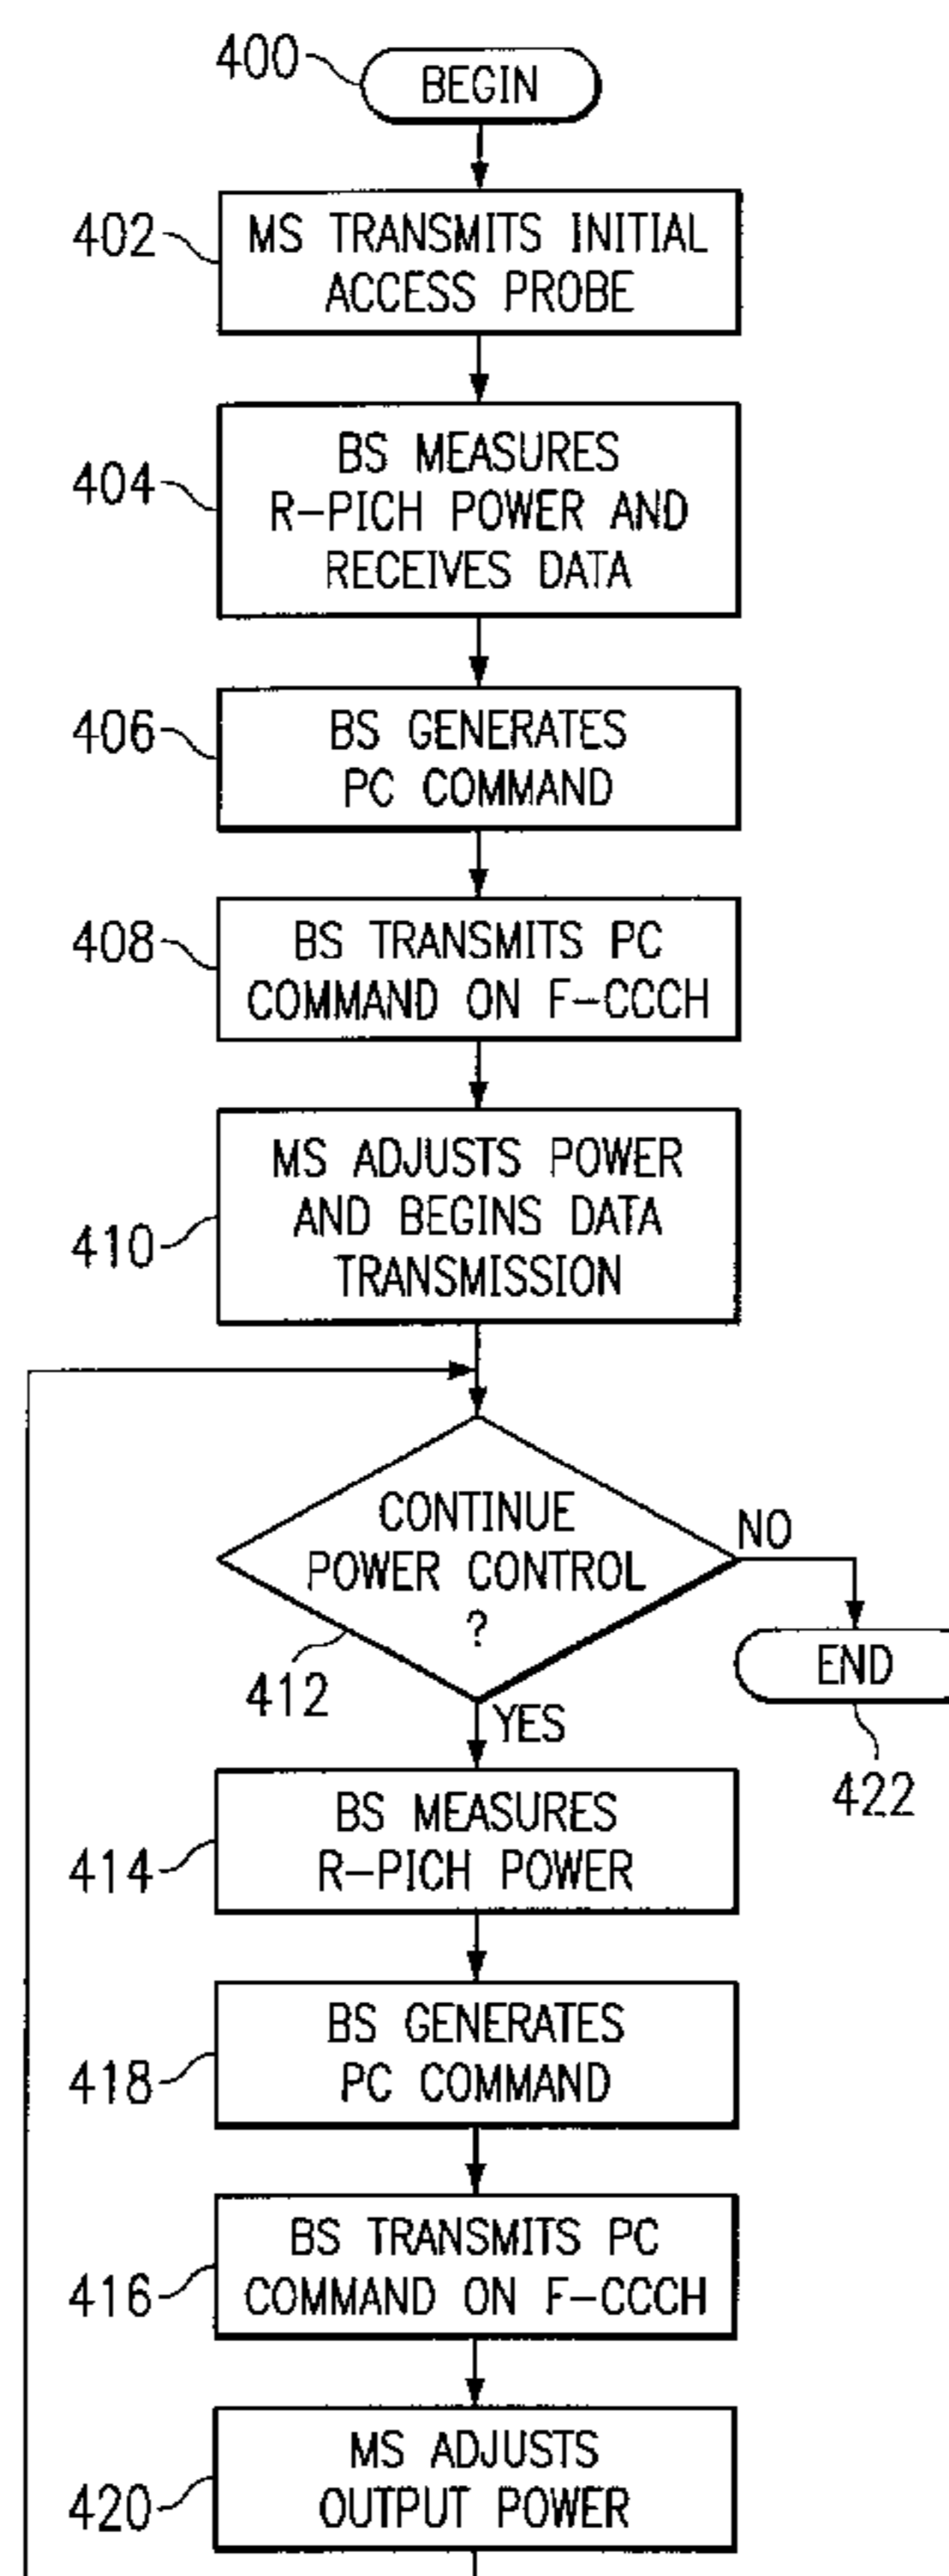 400
BEGIN
402
MS TRANSMITS INITIAL
ACCESS PROBE
404
BS MEASURES
R-PICH POWER AND
RECEIVES DATA
406
BS GENERATES
PC COMMAND
408
BS TRANSMITS PC
COMMAND ON F-CCCH
410
MS ADJUSTS POWER
AND BEGINS DATA
TRANSMISSION
CONTINUE
POWER CONTROL
?
412
NO
END
422
YES
414
BS MEASURES
R-PICH POWER
418
BS GENERATES
PC COMMAND
416
BS TRANSMITS PC
COMMAND ON F-CCCH
420
MS ADJUSTS
OUTPUT POWER